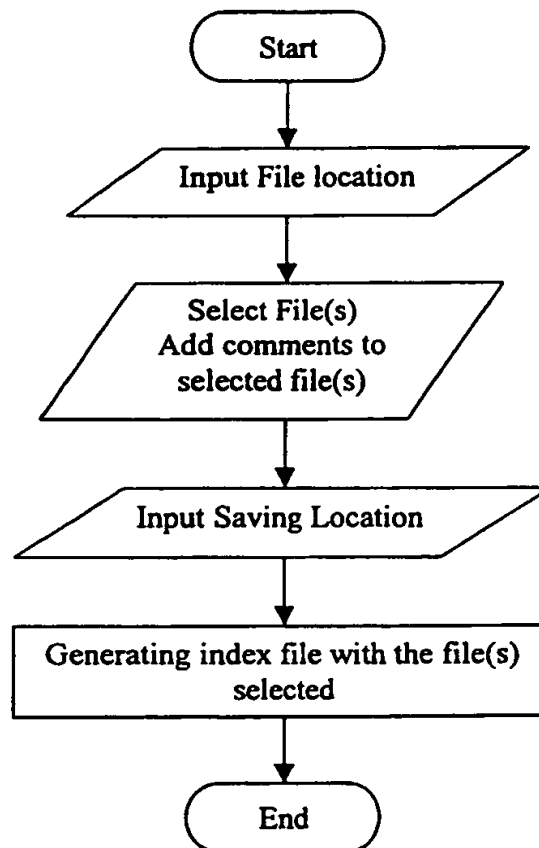 Start
Input File location
Select File(s)
Add comments to
selected file(s)
Input Saving Location
Generating index file with the file(s)
selected
End